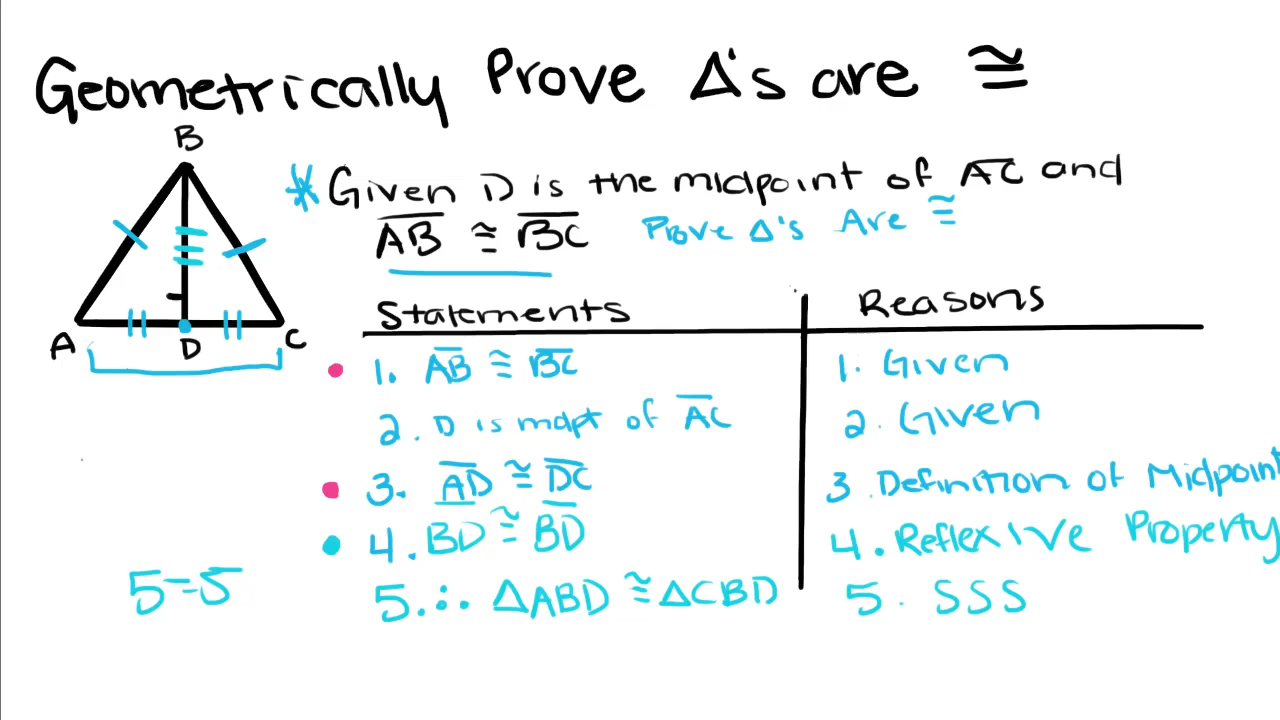 Geometrically Prove Δ's are ≅
B
* Given D is the midpoint of AC and
AB ≅ BC Prove Δ's Are ≅
A D C
Statements Reasons
1. AB ≅ BC 1. Given
2. D is mdpt of AC 2. Given
3. AD ≅ DC 3. Definition of Midpoint
4. BD ≅ BD 4. Reflexive Property
5=5
5. ∴ ΔABD ≅ ΔCBD 5. SSS